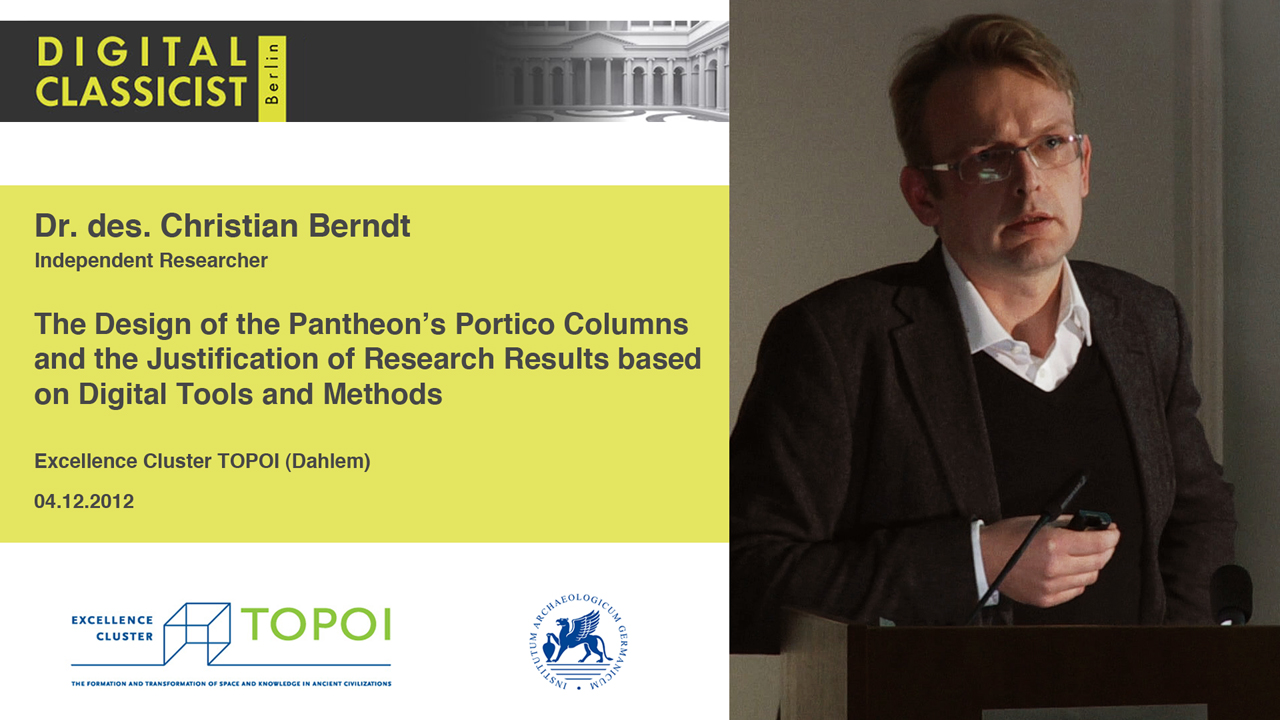 DIGITAL
CLASSICIST
Berlin
Dr. des. Christian Berndt
Independent Researcher
The Design of the Pantheon’s Portico Columns
and the Justification of Research Results based
on Digital Tools and Methods
Excellence Cluster TOPOI (Dahlem)
04.12.2012
EXCELLENCE
CLUSTER
TOPOI
THE FORMATION AND TRANSFORMATION OF SPACE AND KNOWLEDGE IN ANCIENT CIVILIZATIONS
INSTITUTUM ARCHAEOLOGICUM GERMANICUM